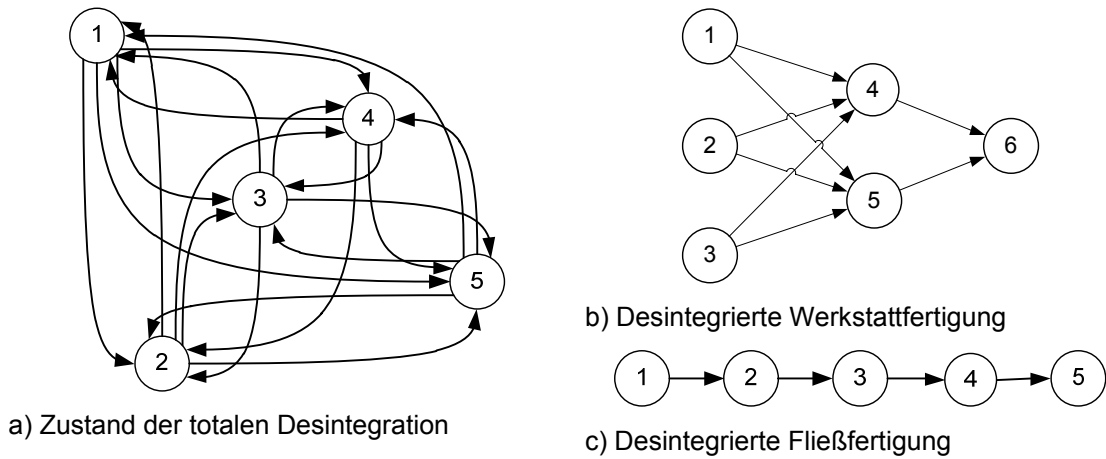 1
4
3
5
2
a) Zustand der totalen Desintegration
1
4
2
6
5
3
b) Desintegrierte Werkstattfertigung
1 2 3 4 5
c) Desintegrierte Fließfertigung